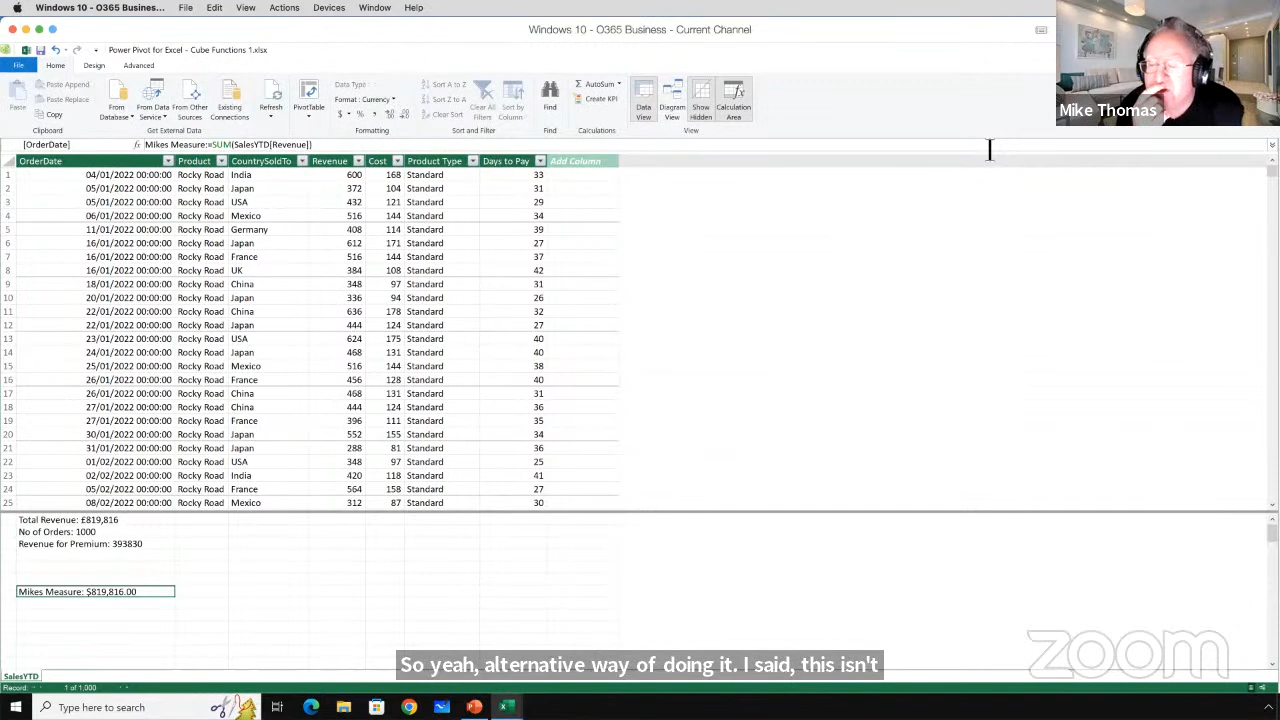 Windows 10 - O365 Busines... File Edit View Actions Devices Window Help
Windows 10 - O365 Business - Current Channel
Power Pivot for Excel - Cube Functions 1.xlsx
File Home Design Advanced
Paste
Paste Append
Paste Replace
Copy
From Database
From Data Service
From Other Sources
Existing Connections
Refresh
PivotTable
Data Type :
Format : Currency
$ %
Sort A to Z
Sort Z to A
Clear Sort
Clear All Filters
Sort by Column
Find
AutoSum
Create KPI
Data View
Diagram View
Show Hidden
Calculation Area
Clipboard Get External Data Formatting Sort and Filter Find Calculations View
Mike Thomas
[OrderDate] fx Mikes Measure:=SUM(SalesYTD[Revenue])
OrderDate Product CountrySoldTo Revenue Cost Product Type Days to Pay Add Column
1 04/01/2022 00:00:00 Rocky Road India 600 168 Standard 33
2 05/01/2022 00:00:00 Rocky Road Japan 372 104 Standard 31
3 05/01/2022 00:00:00 Rocky Road USA 432 121 Standard 29
4 06/01/2022 00:00:00 Rocky Road Mexico 516 144 Standard 34
5 11/01/2022 00:00:00 Rocky Road Germany 408 114 Standard 39
6 16/01/2022 00:00:00 Rocky Road Japan 612 171 Standard 27
7 16/01/2022 00:00:00 Rocky Road France 516 144 Standard 37
8 16/01/2022 00:00:00 Rocky Road UK 384 108 Standard 42
9 18/01/2022 00:00:00 Rocky Road China 348 97 Standard 31
10 20/01/2022 00:00:00 Rocky Road Japan 336 94 Standard 26
11 22/01/2022 00:00:00 Rocky Road China 636 178 Standard 32
12 22/01/2022 00:00:00 Rocky Road Japan 444 124 Standard 27
13 23/01/2022 00:00:00 Rocky Road USA 624 175 Standard 40
14 24/01/2022 00:00:00 Rocky Road Japan 468 131 Standard 40
15 25/01/2022 00:00:00 Rocky Road Mexico 516 144 Standard 38
16 26/01/2022 00:00:00 Rocky Road France 456 128 Standard 40
17 26/01/2022 00:00:00 Rocky Road China 468 131 Standard 31
18 27/01/2022 00:00:00 Rocky Road China 444 124 Standard 36
19 27/01/2022 00:00:00 Rocky Road France 396 111 Standard 35
20 30/01/2022 00:00:00 Rocky Road Japan 552 155 Standard 34
21 31/01/2022 00:00:00 Rocky Road Japan 288 81 Standard 36
22 01/02/2022 00:00:00 Rocky Road USA 348 97 Standard 25
23 02/02/2022 00:00:00 Rocky Road India 420 118 Standard 41
24 05/02/2022 00:00:00 Rocky Road France 564 158 Standard 27
25 08/02/2022 00:00:00 Rocky Road Mexico 312 87 Standard 30
Total Revenue: £819,816
No of Orders: 1000
Revenue for Premium: 393830
Mikes Measure: $819,816.00
zoom
So yeah, alternative way of doing it. I said, this isn't
SalesYTD
Record: 1 of 1,000
Type here to search